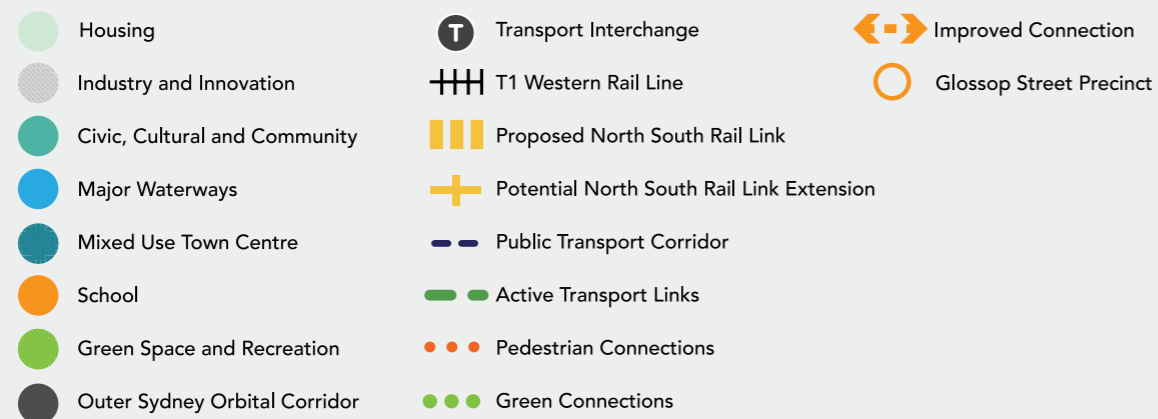 Housing
Industry and Innovation
Civic, Cultural and Community
Major Waterways
Mixed Use Town Centre
School
Green Space and Recreation
Outer Sydney Orbital Corridor
T
Transport Interchange
T1 Western Rail Line
Proposed North South Rail Link
Potential North South Rail Link Extension
Public Transport Corridor
Active Transport Links
Pedestrian Connections
Green Connections
Improved Connection
Glossop Street Precinct